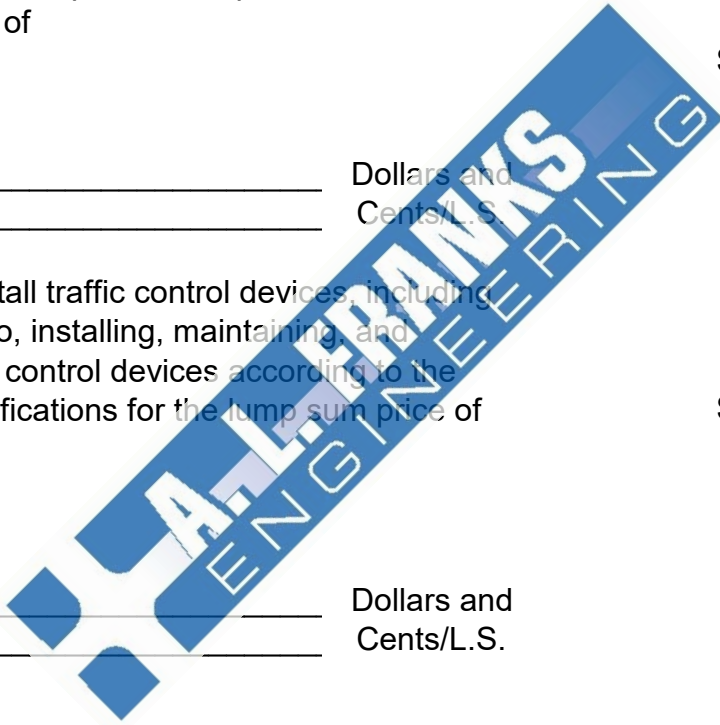 of
Dollars and
Cents/L.S.
tall traffic control devices, including
o, installing, maintaining, and
control devices according to the
fications for the lump sum price of
Dollars and
Cents/L.S.
A. L. FRANKS
ENGINEERING